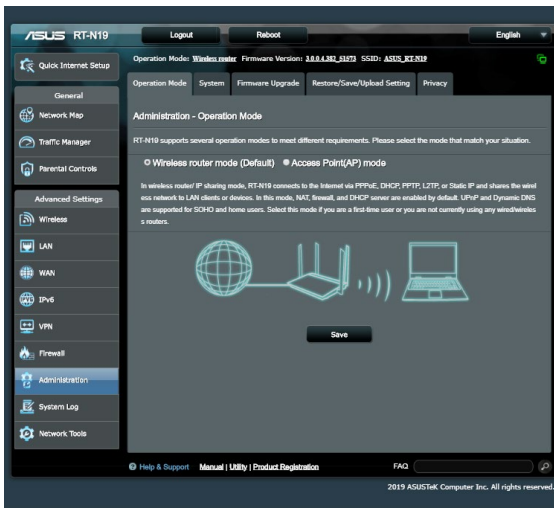 ASUS RT-N19 Logout Reboot English
Quick Internet Setup
Operation Mode: Wireless router Firmware Version: 3.0.0.4.382_51573 SSID: ASUS_RT-N19
Operation Mode System Firmware Upgrade Restore/Save/Upload Setting Privacy
General
Network Map
Traffic Manager
Parental Controls
Advanced Settings
Wireless
LAN
WAN
IPv6
VPN
Firewall
Administration
System Log
Network Tools
Administration - Operation Mode
RT-N19 supports several operation modes to meet different requirements. Please select the mode that match your situation.
Wireless router mode (Default) Access Point(AP) mode
In wireless router/ IP sharing mode, RT-N19 connects to the Internet via PPPoE, DHCP, PPTP, L2TP, or Static IP and shares the wirel
ess network to LAN clients or devices. In this mode, NAT, firewall, and DHCP server are enabled by default. UPnP and Dynamic DNS
are supported for SOHO and home users. Select this mode if you are a first-time user or you are not currently using any wired/wireles
s routers.
Save
Help & Support Manual | Utility | Product Registration FAQ
2019 ASUSTeK Computer Inc. All rights reserved.